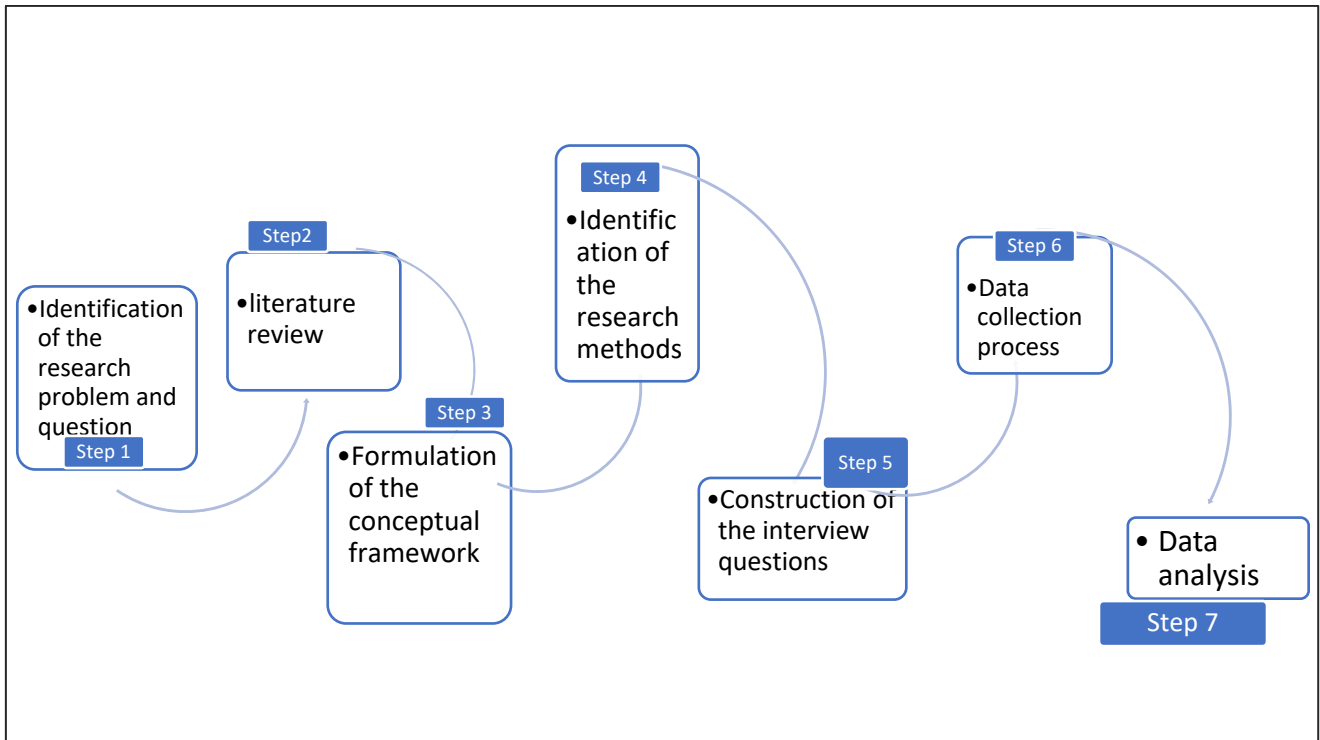 •Identification
of the
research
problem and
question
Step 1
Step2
•literature
review
Step 3
•Formulation
of the
conceptual
framework
Step 4
•Identific
ation of
the
research
methods
Step 5
•Construction of
the interview
questions
Step 6
•Data
collection
process
• Data
analysis
Step 7